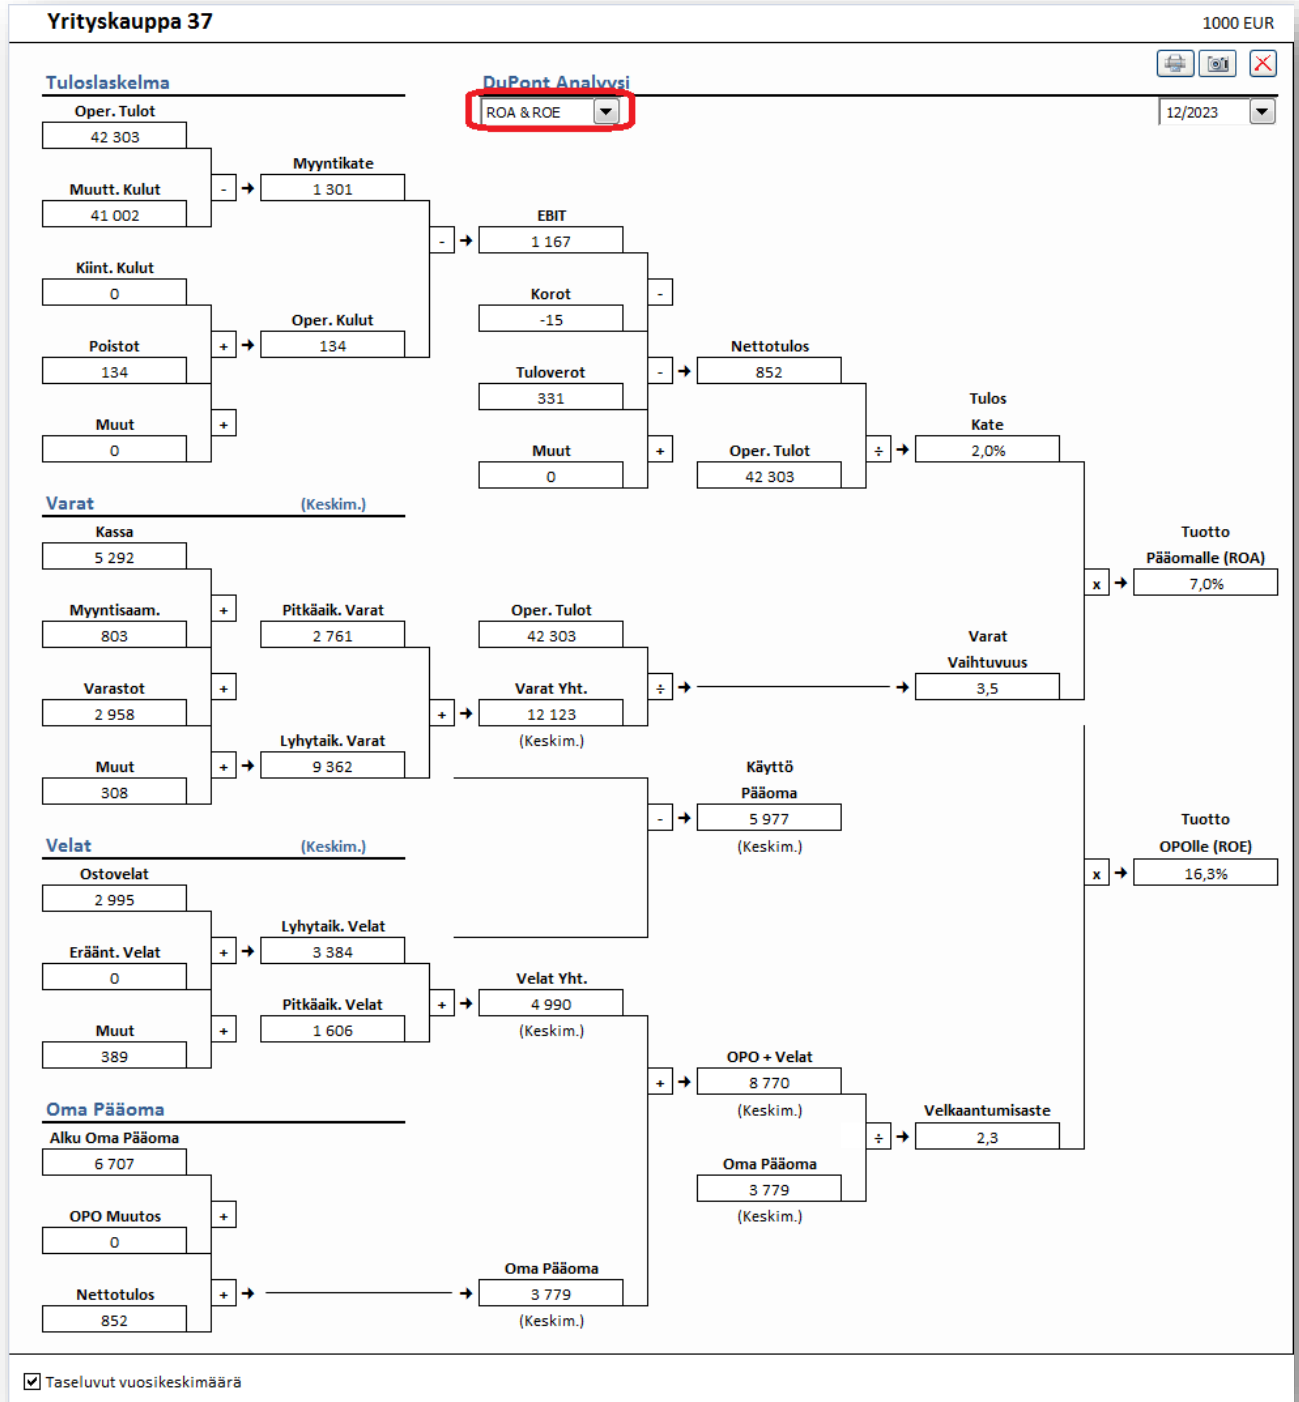 Yrityskauppa 37
1000 EUR
Tuloslaskelma
DuPont Analyysi
ROA & ROE
12/2023
Oper. Tulot
42 303
Myyntikate
- 1 301
Muutt. Kulut
41 002
EBIT
- 1 167
Kiint. Kulut
0
Korot
-
-15
Oper. Kulut
+ 134
Poistot
134
Nettotulos
- 852
Tuloverot
331
Muut
+
0
Tulos
Kate
÷ 2,0%
Muut
+
0
Oper. Tulot
42 303
Varat
(Keskim.)
Kassa
5 292
Tuotto
Pääomalle (ROA)
x 7,0%
Myyntisaam.
+
803
Pitkäaik. Varat
2 761
Oper. Tulot
42 303
Varat
Vaihtuvuus
3,5
Varastot
+
2 958
Varat Yht.
÷
+ 12 123
(Keskim.)
Lyhytaik. Varat
+ 9 362
Muut
308
Käyttö
Pääoma
- 5 977
(Keskim.)
Tuotto
OPOlle (ROE)
x 16,3%
Velat
(Keskim.)
Ostovelat
2 995
Lyhytaik. Velat
+ 3 384
Eräänt. Velat
0
Velat Yht.
+ 4 990
(Keskim.)
Pitkäaik. Velat
1 606
Muut
+
389
OPO + Velat
+ 8 770
(Keskim.)
Oma Pääoma
Alku Oma Pääoma
6 707
Velkaantumisaste
÷ 2,3
Oma Pääoma
3 779
(Keskim.)
OPO Muutos
+
0
Oma Pääoma
3 779
(Keskim.)
Nettotulos
+
852
Taseluvut vuosikeskimäärä